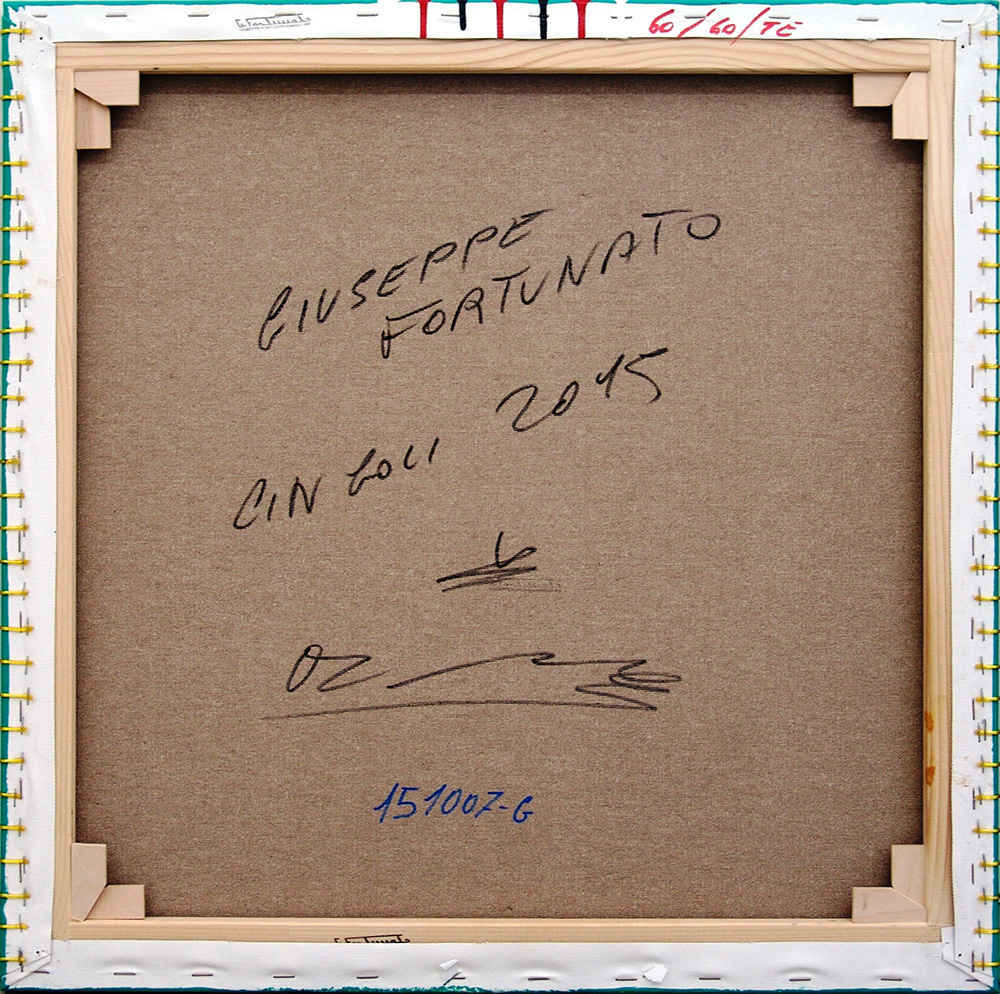 60/60/TE
GIUSEPPE
FORTUNATO
CINGOLI 2015
151007-G